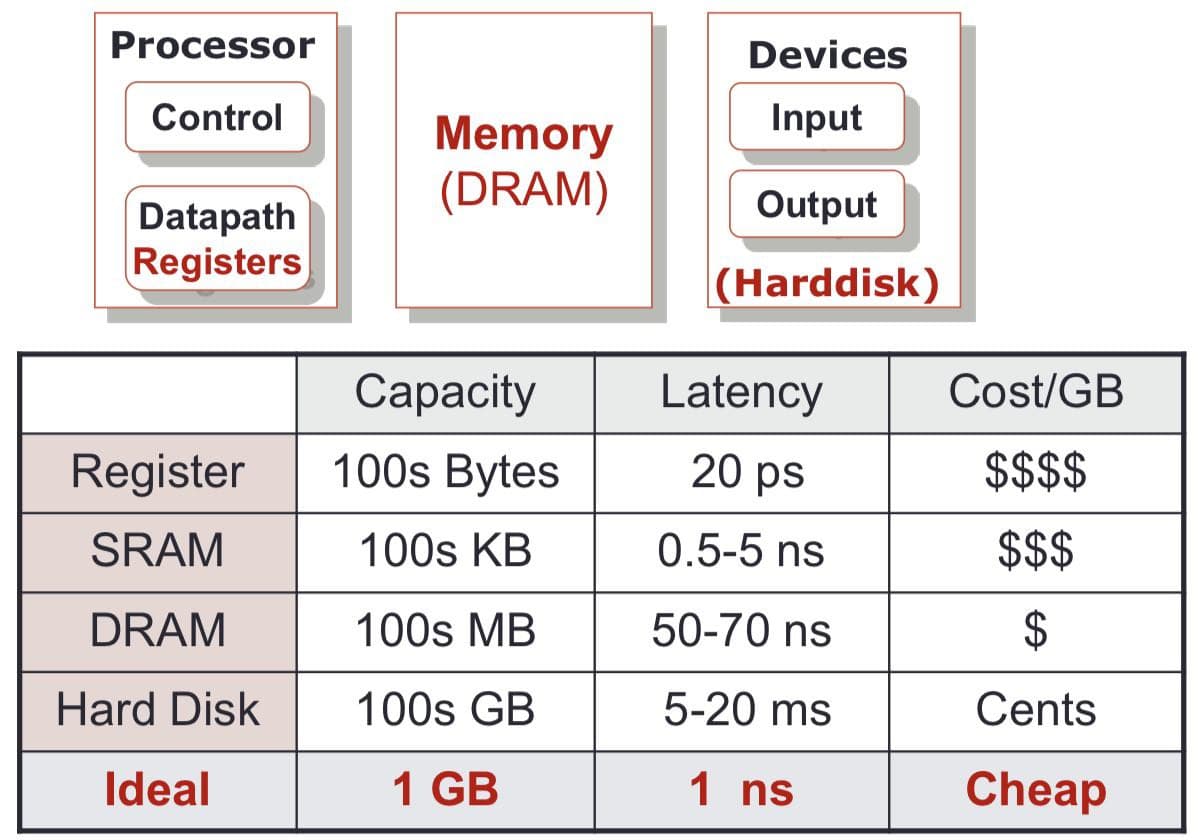 Processor
Control
Datapath
Registers
Memory
(DRAM)
Devices
Input
Output
(Harddisk)
Capacity Latency Cost/GB
Register 100s Bytes 20 ps $$$$
SRAM 100s KB 0.5-5 ns $$$
DRAM 100s MB 50-70 ns $
Hard Disk 100s GB 5-20 ms Cents
Ideal 1 GB 1 ns Cheap